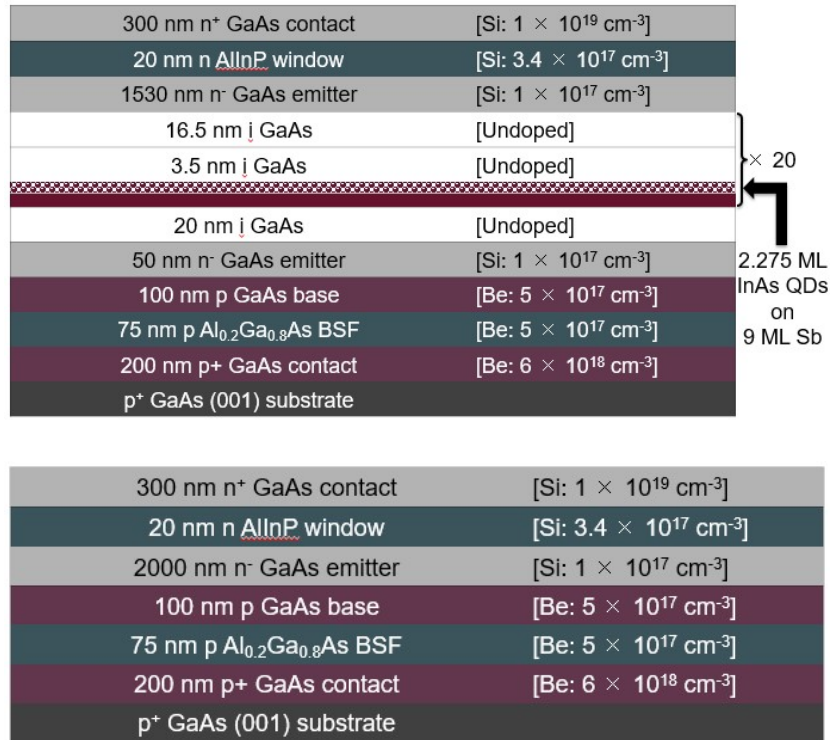 300 nm n⁺ GaAs contact [Si: 1 × 10¹⁹ cm⁻³]
20 nm n AlInP window [Si: 3.4 × 10¹⁷ cm⁻³]
1530 nm n⁻ GaAs emitter [Si: 1 × 10¹⁷ cm⁻³]
16.5 nm i GaAs [Undoped]
3.5 nm i GaAs [Undoped]
× 20
20 nm i GaAs [Undoped]
50 nm n⁻ GaAs emitter [Si: 1 × 10¹⁷ cm⁻³]
100 nm p GaAs base [Be: 5 × 10¹⁷ cm⁻³]
75 nm p Al₀.₂Ga₀.₈As BSF [Be: 5 × 10¹⁷ cm⁻³]
200 nm p+ GaAs contact [Be: 6 × 10¹⁸ cm⁻³]
p⁺ GaAs (001) substrate
2.275 ML
InAs QDs
on
9 ML Sb
300 nm n⁺ GaAs contact [Si: 1 × 10¹⁹ cm⁻³]
20 nm n AlInP window [Si: 3.4 × 10¹⁷ cm⁻³]
2000 nm n⁻ GaAs emitter [Si: 1 × 10¹⁷ cm⁻³]
100 nm p GaAs base [Be: 5 × 10¹⁷ cm⁻³]
75 nm p Al₀.₂Ga₀.₈As BSF [Be: 5 × 10¹⁷ cm⁻³]
200 nm p+ GaAs contact [Be: 6 × 10¹⁸ cm⁻³]
p⁺ GaAs (001) substrate